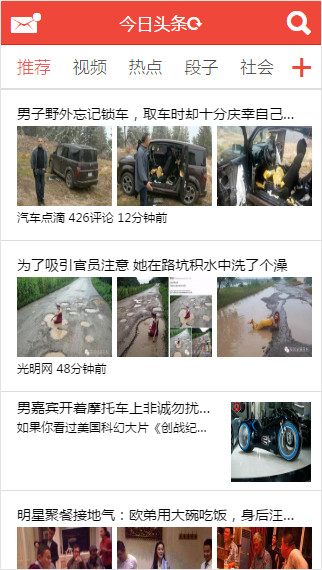 今日头条
推荐 视频 热点 段子 社会
男子野外忘记锁车，取车时却十分庆幸自己...
汽车点滴 426评论 12分钟前
为了吸引官员注意 她在路坑积水中洗了个澡
光明网 48分钟前
男嘉宾开着摩托车上非诚勿扰...
如果你看过美国科幻大片《创战纪...
明星聚餐接地气：欧弟用大碗吃饭，身后汪...